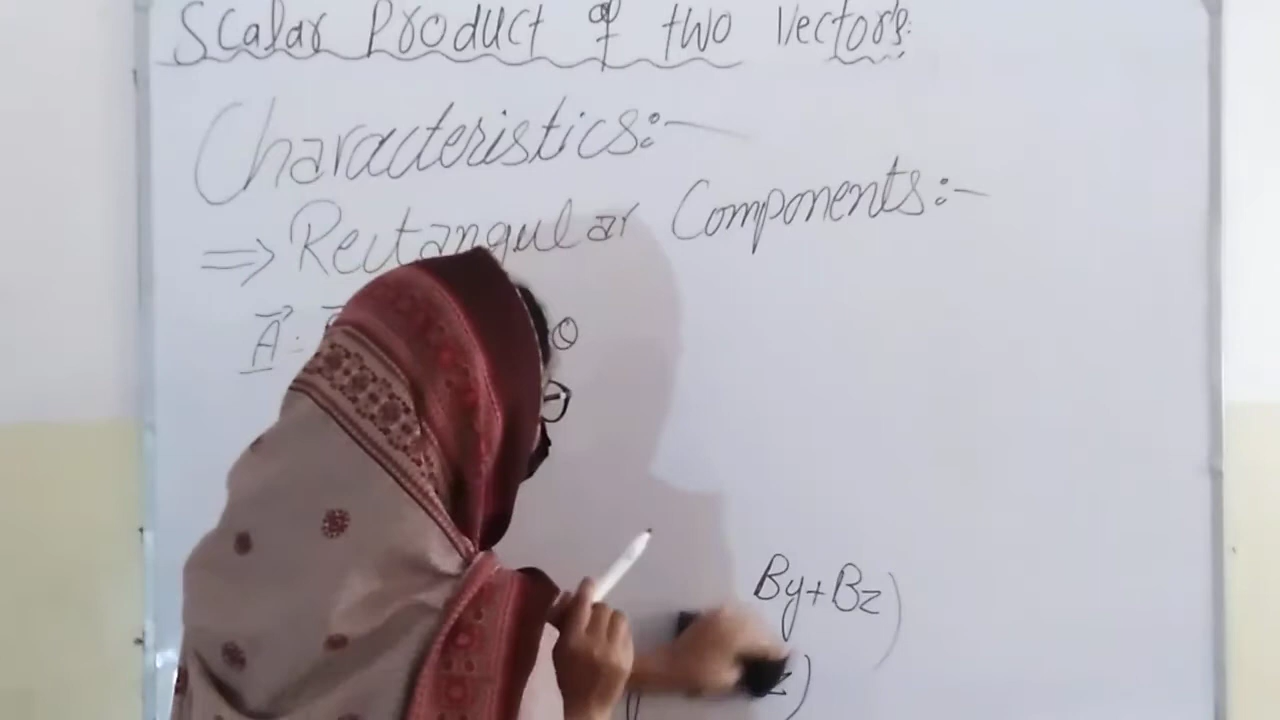 Scalar Product of two Vectors:
Characteristics:-
⇒ Rectangular Components:-
A⃗ . θ
By+Bz)
z)